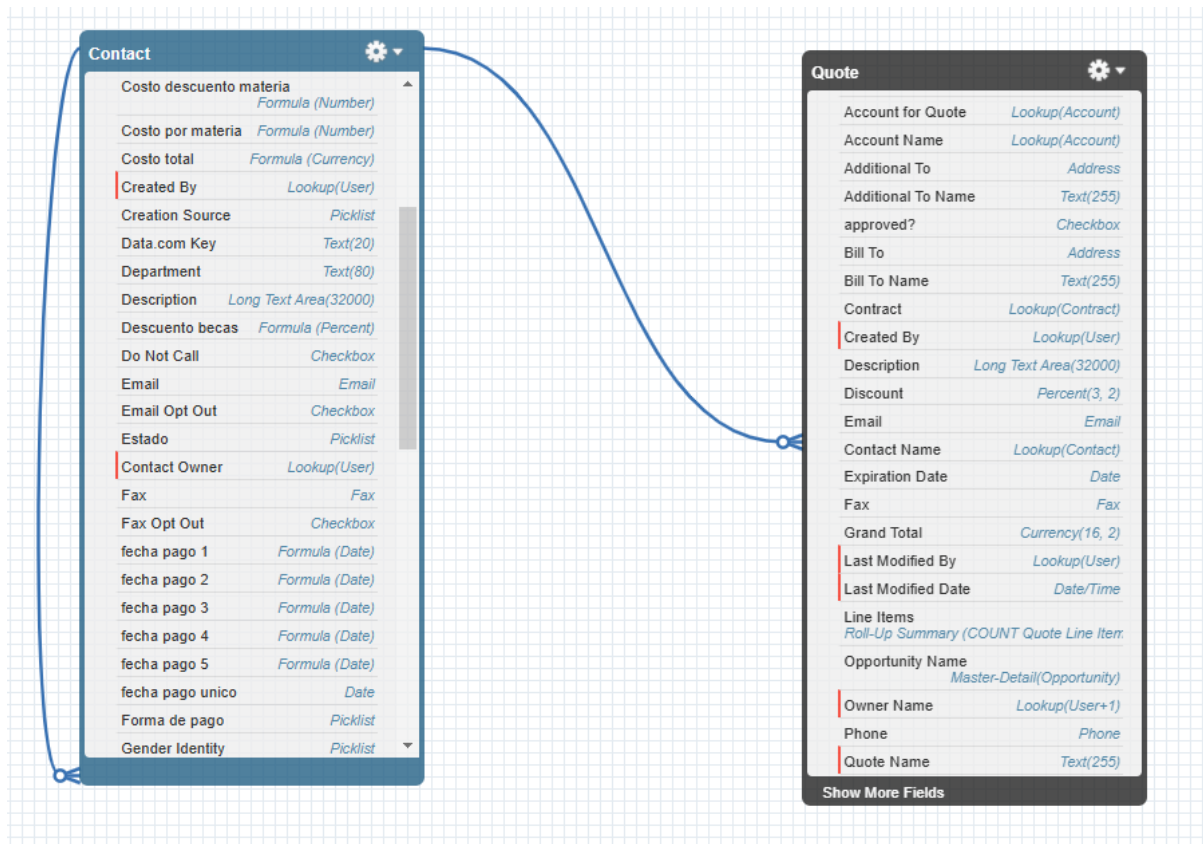 Contact
Costo descuento materia
Formula (Number)
Costo por materia Formula (Number)
Costo total Formula (Currency)
Created By Lookup(User)
Creation Source Picklist
Data.com Key Text(20)
Department Text(80)
Description Long Text Area(32000)
Descuento becas Formula (Percent)
Do Not Call Checkbox
Email Email
Email Opt Out Checkbox
Estado Picklist
Contact Owner Lookup(User)
Fax Fax
Fax Opt Out Checkbox
fecha pago 1 Formula (Date)
fecha pago 2 Formula (Date)
fecha pago 3 Formula (Date)
fecha pago 4 Formula (Date)
fecha pago 5 Formula (Date)
fecha pago unico Date
Forma de pago Picklist
Gender Identity Picklist
Quote
Account for Quote Lookup(Account)
Account Name Lookup(Account)
Additional To Address
Additional To Name Text(255)
approved? Checkbox
Bill To Address
Bill To Name Text(255)
Contract Lookup(Contract)
Created By Lookup(User)
Description Long Text Area(32000)
Discount Percent(3, 2)
Email Email
Contact Name Lookup(Contact)
Expiration Date Date
Fax Fax
Grand Total Currency(16, 2)
Last Modified By Lookup(User)
Last Modified Date Date/Time
Line Items
Roll-Up Summary (COUNT Quote Line Item
Opportunity Name
Master-Detail(Opportunity)
Owner Name Lookup(User+1)
Phone Phone
Quote Name Text(255)
Show More Fields